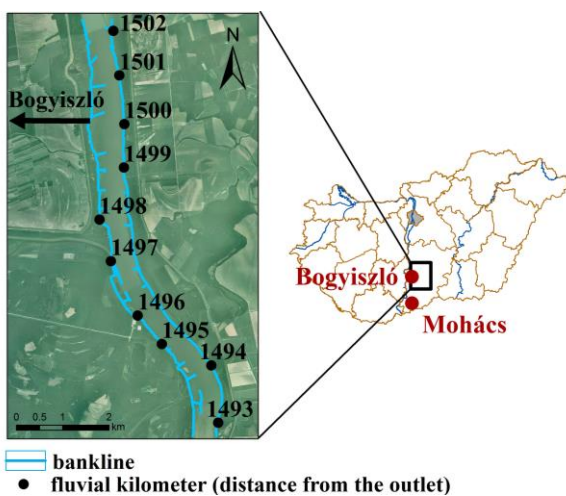 1502
N
1501
Bogyiszló
1500
1499
1498
1497
1496
1495
1494
1493
0 0.5 1 2
km
Bogyiszló
Mohács
bankline
fluvial kilometer (distance from the outlet)